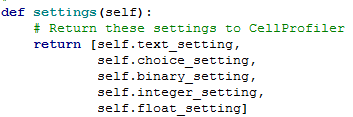 def settings(self):
    # Return these settings to CellProfiler
    return [self.text_setting,
            self.choice_setting,
            self.binary_setting,
            self.integer_setting,
            self.float_setting]